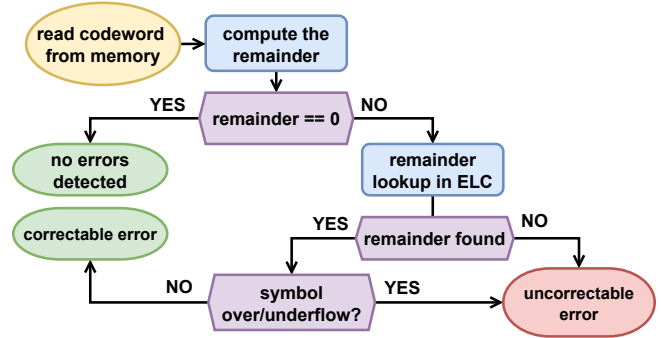 read codeword
from memory
compute the
remainder
YES
remainder == 0
NO
no errors
detected
remainder
lookup in ELC
correctable error
YES
remainder found
NO
NO
symbol
over/underflow?
YES
uncorrectable
error